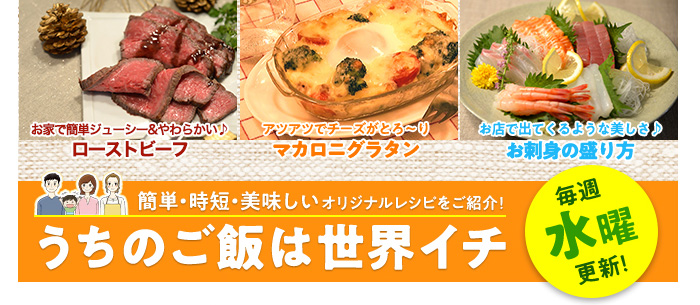 お家で簡単ジューシー&やわらかい♪
ローストビーフ
アツアツでチーズがとろ～り
マカロニグラタン
お店で出てくるような美しさ♪
お刺身の盛り方
簡単・時短・美味しいオリジナルレシピをご紹介!
うちのご飯は世界イチ
毎週
水曜
更新!